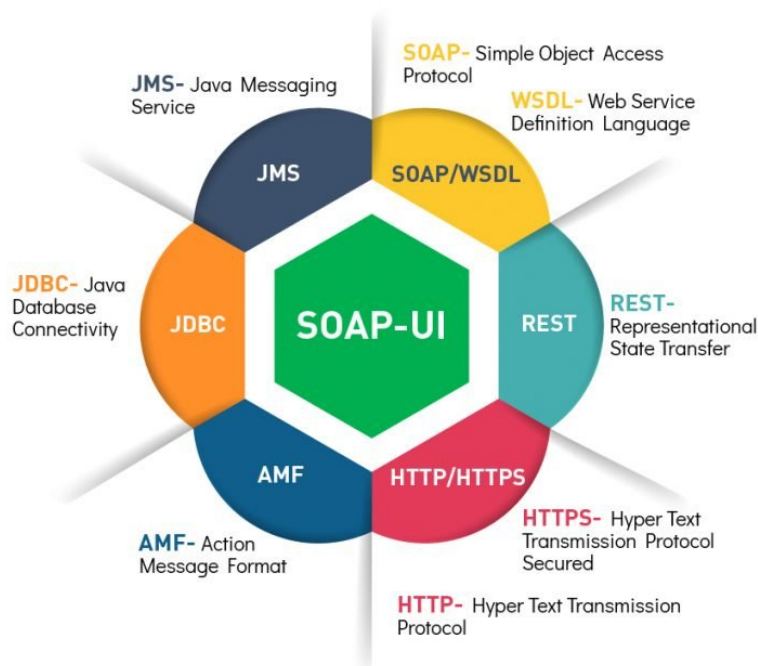 SOAP- Simple Object Access
Protocol
JMS- Java Messaging
Service
WSDL- Web Service
Definition Language
JMS
SOAP/WSDL
JDBC- Java
Database
Connectivity
JDBC
SOAP-UI
REST
REST-
Representational
State Transfer
AMF
HTTP/HTTPS
HTTPS- Hyper Text
Transmission Protocol
Secured
AMF- Action
Message Format
HTTP- Hyper Text Transmission
Protocol